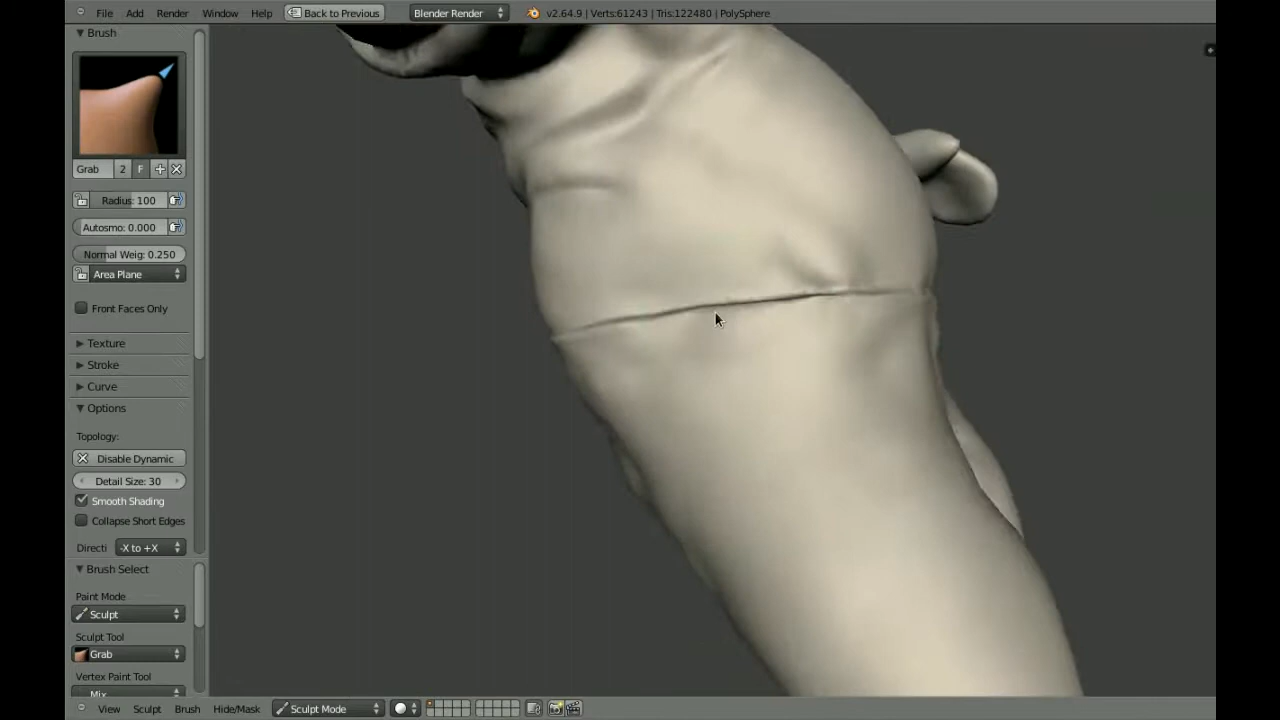 File Add Render Window Help Back to Previous Blender Render v2.64.9 | Verts:61243 | Tris:122480 | PolySphere
Brush
Grab 2 F
Radius: 100
Autosmo: 0.000
Normal Weig: 0.250
Area Plane
Front Faces Only
Texture
Stroke
Curve
Options
Topology:
Disable Dynamic
Detail Size: 30
Smooth Shading
Collapse Short Edges
Directi -X to +X
Brush Select
Paint Mode
Sculpt
Sculpt Tool
Grab
Vertex Paint Tool
Mix
View Sculpt Brush Hide/Mask Sculpt Mode